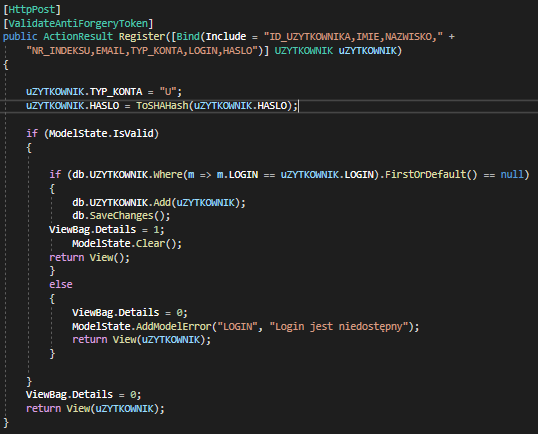 [HttpPost]
[ValidateAntiForgeryToken]
public ActionResult Register([Bind(Include = "ID_UZYTKOWNIKA,IMIE,NAZWISKO," +
"NR_INDEKSU,EMAIL,TYP_KONTA,LOGIN,HASLO")] UZYTKOWNIK uZYTKOWNIK)
{
uZYTKOWNIK.TYP_KONTA = "U";
uZYTKOWNIK.HASLO = ToSHAHash(uZYTKOWNIK.HASLO);
if (ModelState.IsValid)
{
if (db.UZYTKOWNIK.Where(m => m.LOGIN == uZYTKOWNIK.LOGIN).FirstOrDefault() == null)
{
db.UZYTKOWNIK.Add(uZYTKOWNIK);
db.SaveChanges();
ViewBag.Details = 1;
ModelState.Clear();
return View();
}
else
{
ViewBag.Details = 0;
ModelState.AddModelError("LOGIN", "Login jest niedostępny");
return View(uZYTKOWNIK);
}
}
ViewBag.Details = 0;
return View(uZYTKOWNIK);
}